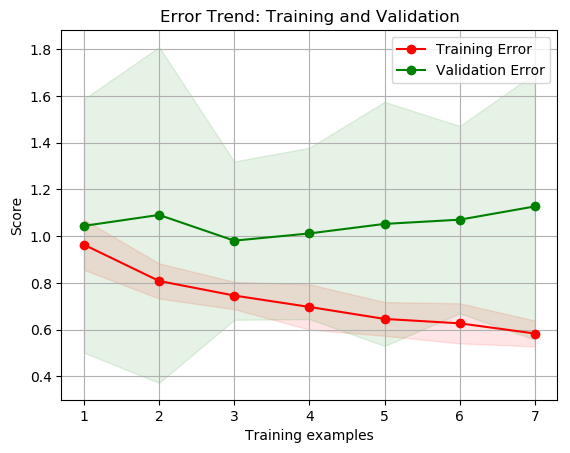 Error Trend: Training and Validation
Training Error
Validation Error
1.8
1.6
1.4
1.2
1.0
0.8
0.6
0.4
Score
1 2 3 4 5 6 7
Training examples